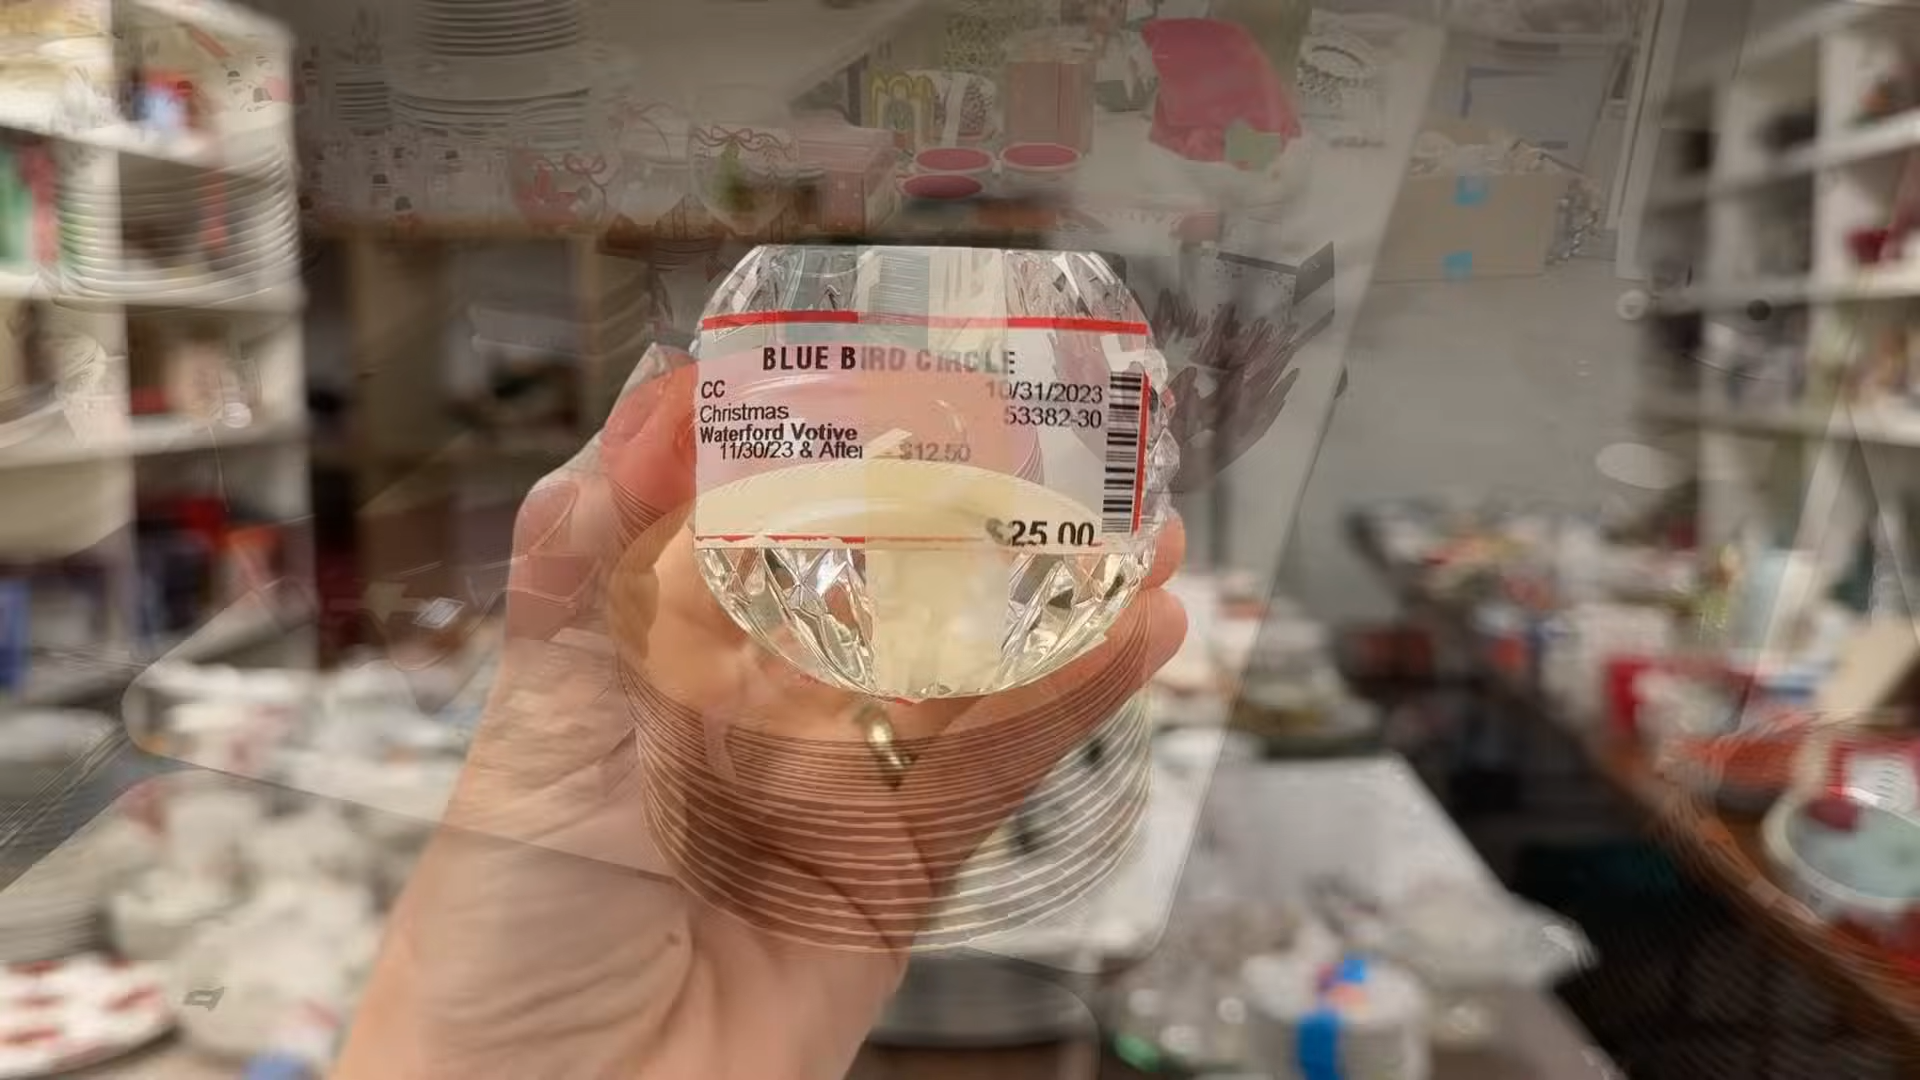 BLUE BIRD CIRCLE
CC 10/31/2023
Christmas 53382-30
Waterford Votive
11/30/23 & After - $12.50
$25.00